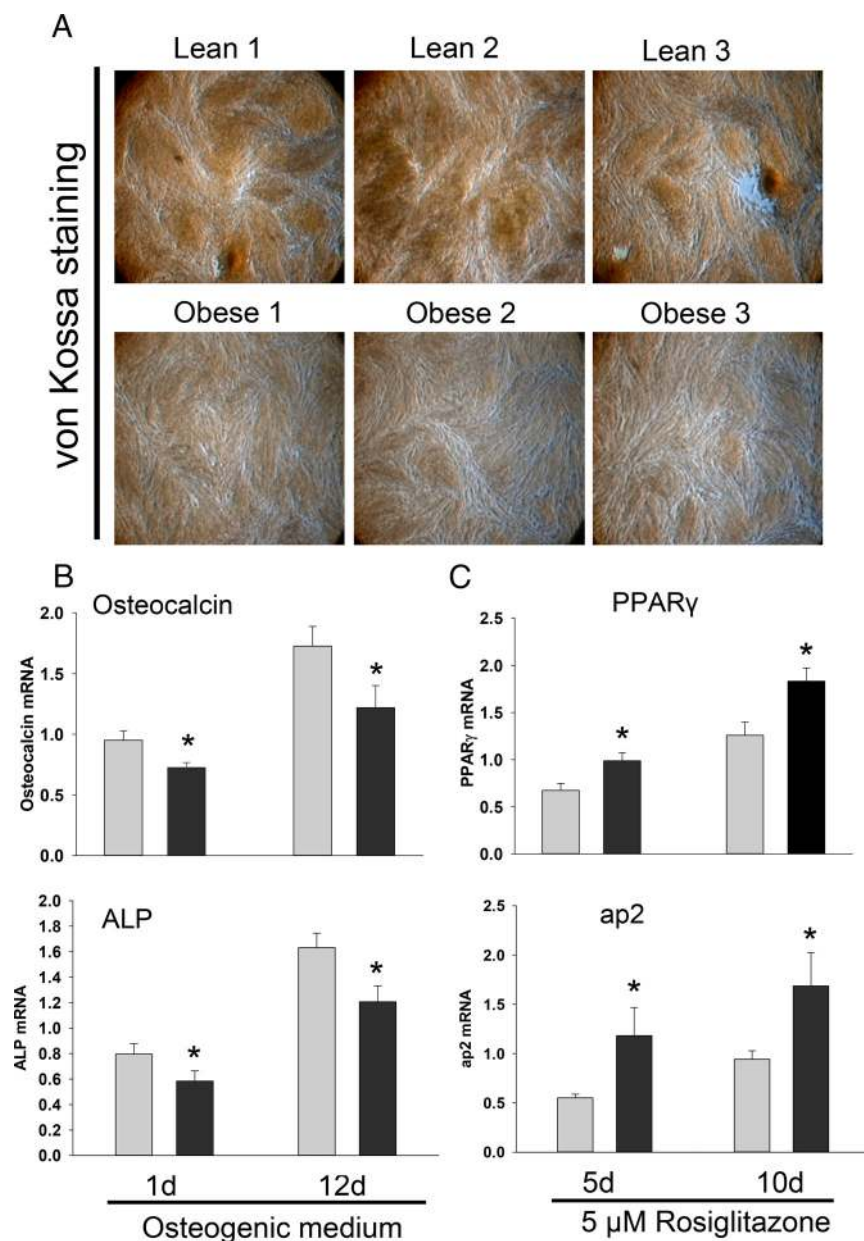 A
Lean 1 Lean 2 Lean 3
von Kossa staining
Obese 1 Obese 2 Obese 3
B
Osteocalcin
2.0
1.5
1.0
0.5
0.0
Osteocalcin mRNA
*
*
ALP
2.0
1.8
1.6
1.4
1.2
1.0
0.8
0.6
0.4
0.2
0.0
ALP mRNA
*
*
1d 12d
Osteogenic medium
C
PPARγ
2.5
2.0
1.5
1.0
0.5
0.0
PPARγ mRNA
*
*
ap2
2.5
2.0
1.5
1.0
0.5
0.0
ap2 mRNA
*
*
5d 10d
5 µM Rosiglitazone